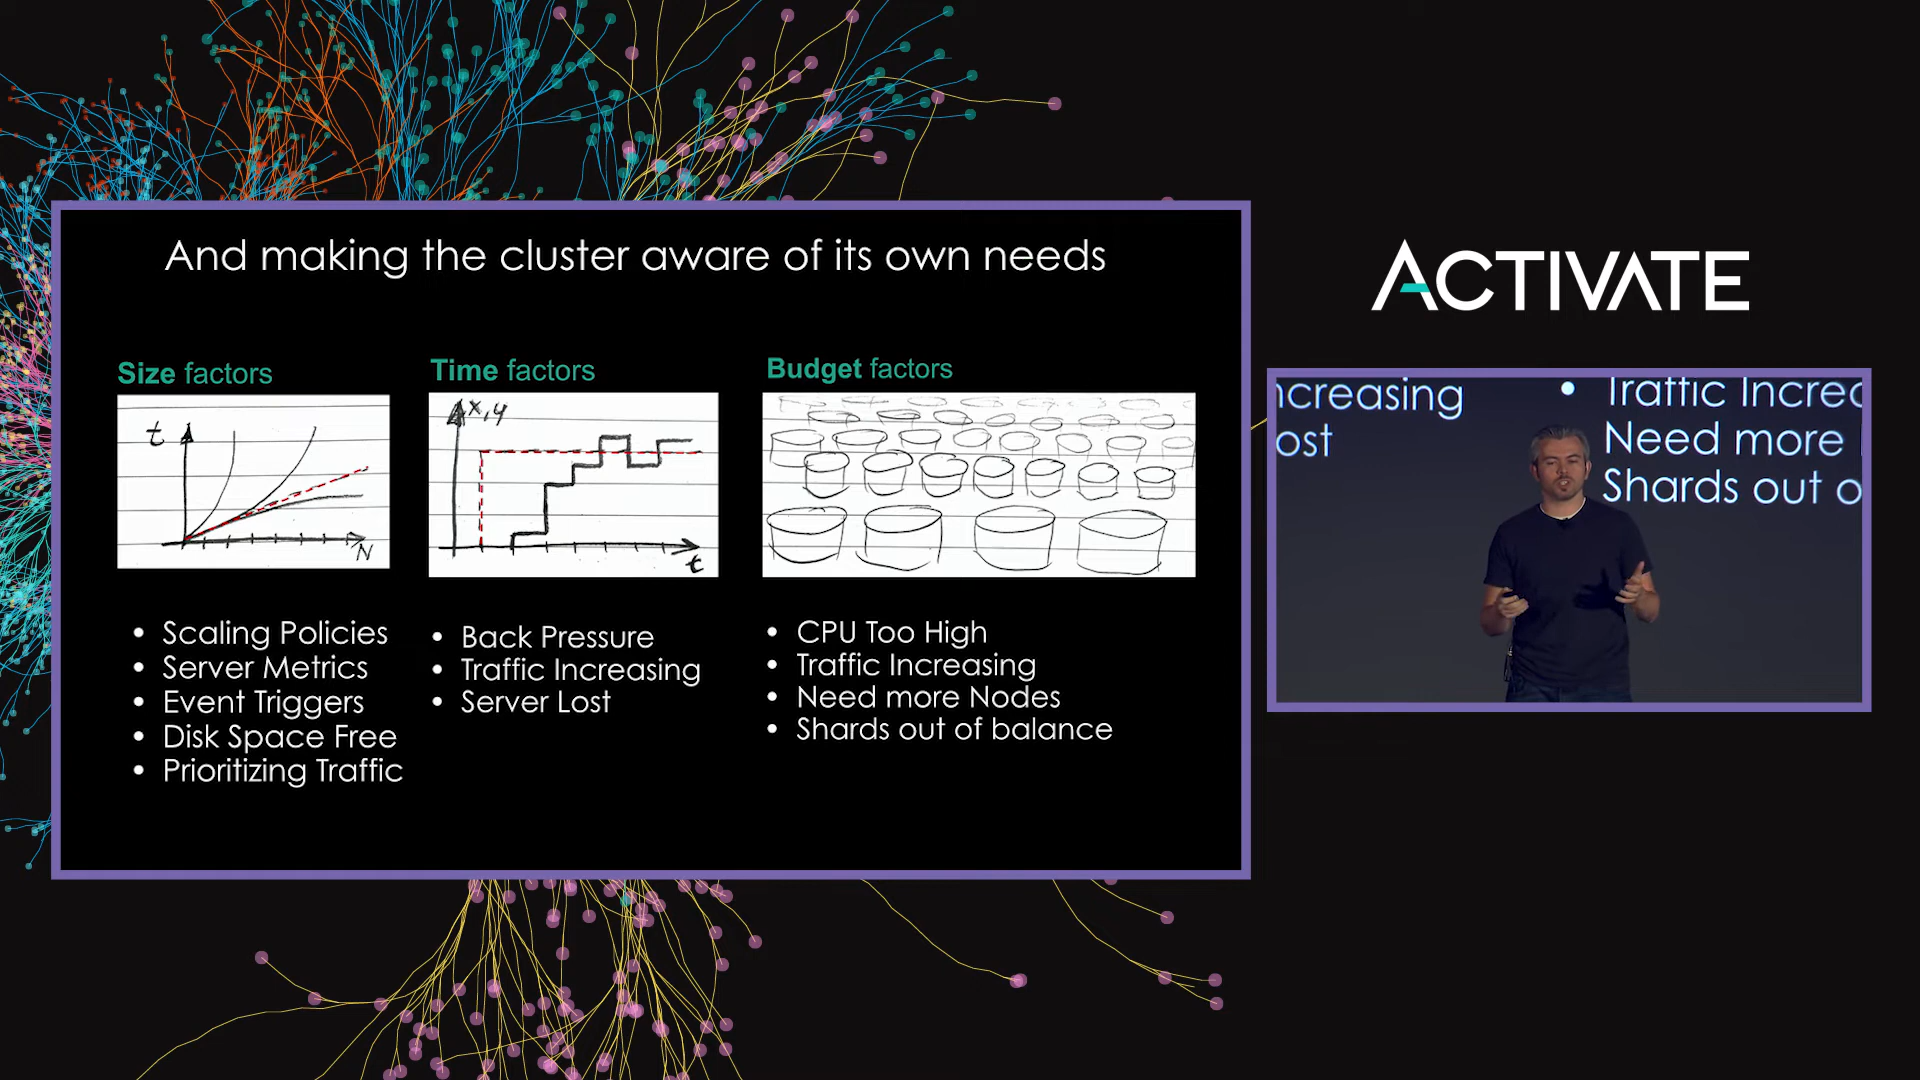 And making the cluster aware of its own needs
Size factors
t
N
Scaling Policies
Server Metrics
Event Triggers
Disk Space Free
Prioritizing Traffic
Time factors
x,y
t
Back Pressure
Traffic Increasing
Server Lost
Budget factors
CPU Too High
Traffic Increasing
Need more Nodes
Shards out of balance
ACTIVATE
ncreasing
ost
Traffic Increa
Need more
Shards out o